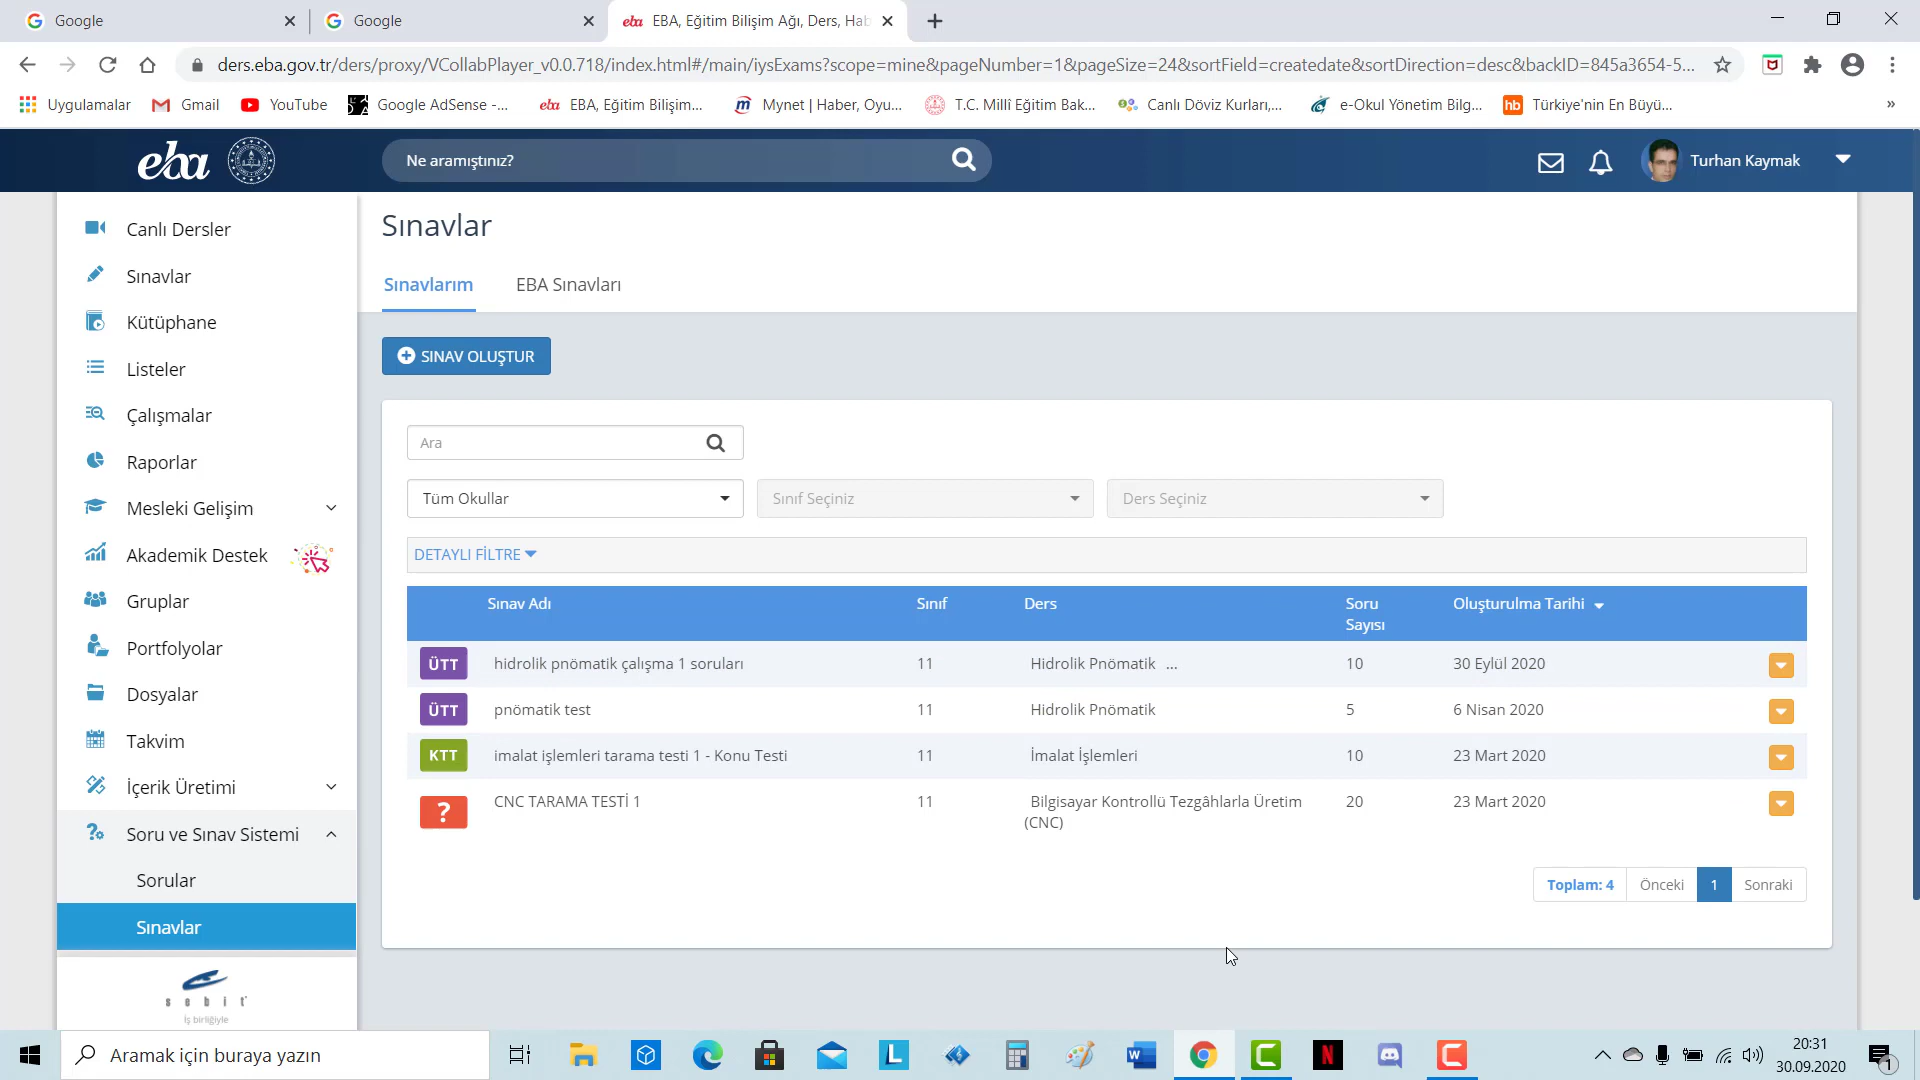 Google
Google
eba EBA, Eğitim Bilişim Ağı, Ders, Hab
ders.eba.gov.tr/ders/proxy/VCollabPlayer_v0.0.718/index.html#/main/iysExams?scope=mine&pageNumber=1&pageSize=24&sortField=createdate&sortDirection=desc&backID=845a3654-5...
Uygulamalar
Gmail
YouTube
Google AdSense -...
eba EBA, Eğitim Bilişim...
m Mynet | Haber, Oyu...
T.C. Millî Eğitim Bak...
Canlı Döviz Kurları,...
e-Okul Yönetim Bilg...
hb Türkiye'nin En Büyü...
»
eba
Ne aramıştınız?
Turhan Kaymak
Canlı Dersler
Sınavlar
Kütüphane
Listeler
Çalışmalar
Raporlar
Mesleki Gelişim
Akademik Destek
Gruplar
Portfolyolar
Dosyalar
Takvim
İçerik Üretimi
Soru ve Sınav Sistemi
Sorular
Sınavlar
sebit
İş birliğiyle
Sınavlar
Sınavlarım
EBA Sınavları
SINAV OLUŞTUR
Ara
Tüm Okullar
Sınıf Seçiniz
Ders Seçiniz
DETAYLI FİLTRE
Sınav Adı Sınıf Ders Soru Sayısı Oluşturulma Tarihi
ÜTT hidrolik pnömatik çalışma 1 soruları 11 Hidrolik Pnömatik ... 10 30 Eylül 2020
ÜTT pnömatik test 11 Hidrolik Pnömatik 5 6 Nisan 2020
KTT imalat işlemleri tarama testi 1 - Konu Testi 11 İmalat İşlemleri 10 23 Mart 2020
? CNC TARAMA TESTİ 1 11 Bilgisayar Kontrollü Tezgâhlarla Üretim 20 23 Mart 2020
(CNC)
Toplam: 4 Önceki 1 Sonraki
Aramak için buraya yazın
20:31
30.09.2020
1